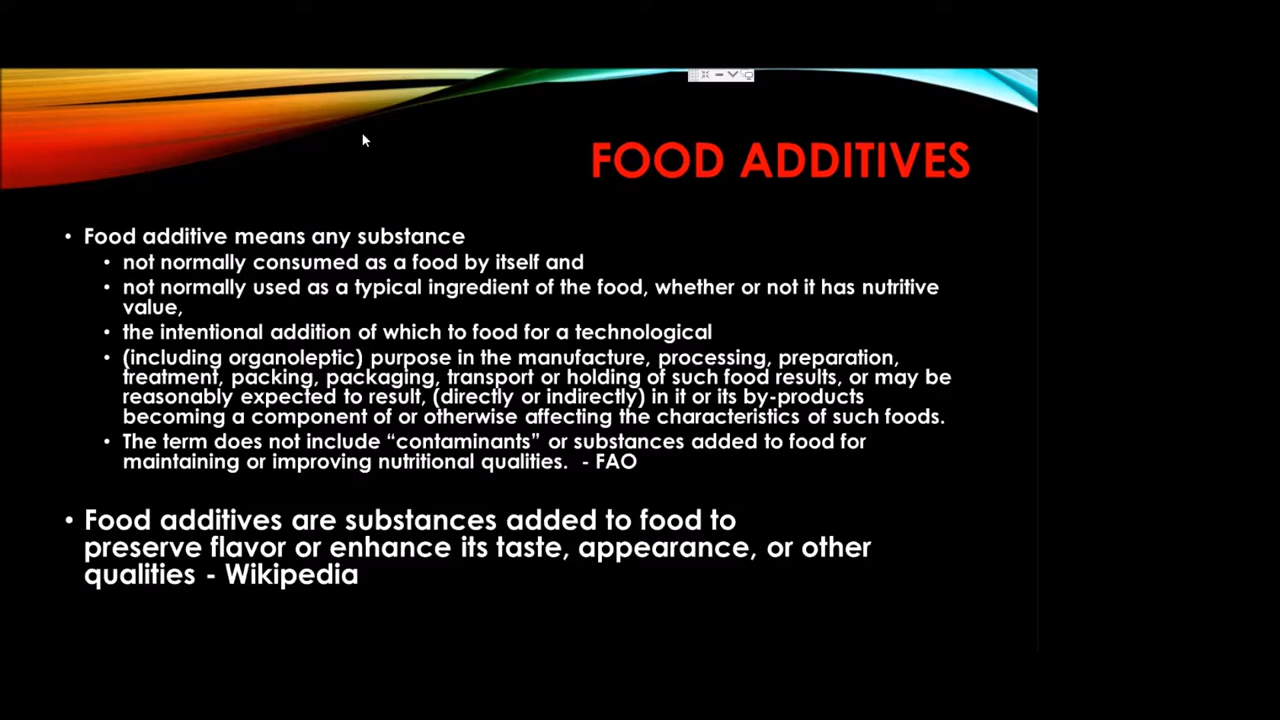 FOOD ADDITIVES
• Food additive means any substance
• not normally consumed as a food by itself and
• not normally used as a typical ingredient of the food, whether or not it has nutritive
value,
• the intentional addition of which to food for a technological
• (including organoleptic) purpose in the manufacture, processing, preparation,
treatment, packing, packaging, transport or holding of such food results, or may be
reasonably expected to result, (directly or indirectly) in it or its by-products
becoming a component of or otherwise affecting the characteristics of such foods.
• The term does not include “contaminants” or substances added to food for
maintaining or improving nutritional qualities. - FAO
• Food additives are substances added to food to
preserve flavor or enhance its taste, appearance, or other
qualities - Wikipedia